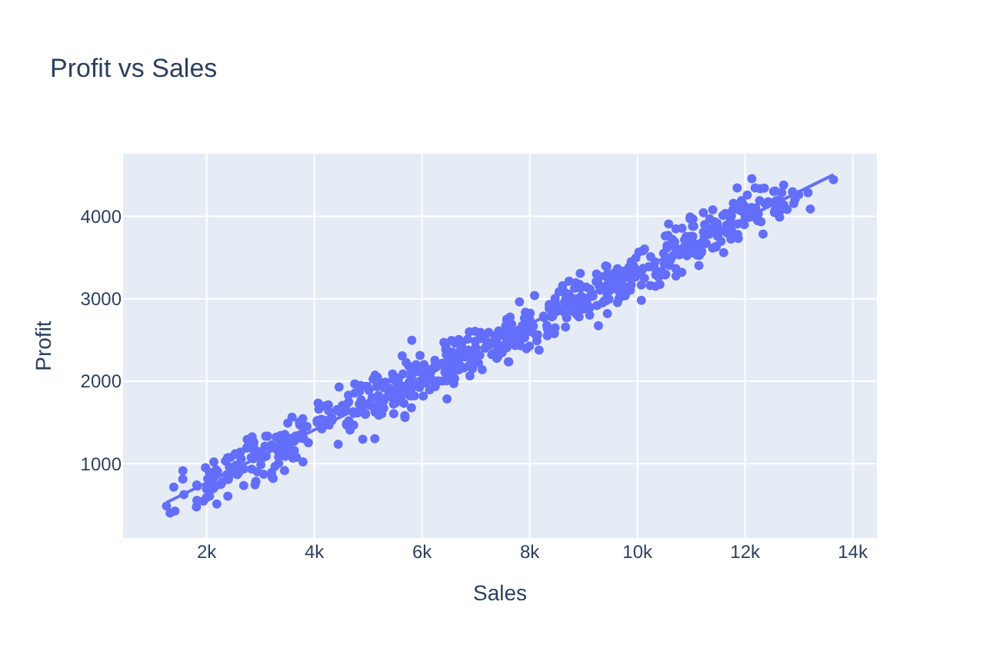 Profit vs Sales
4000
3000
2000
1000
Profit
2k
4k
6k
8k
10k
12k
14k
Sales